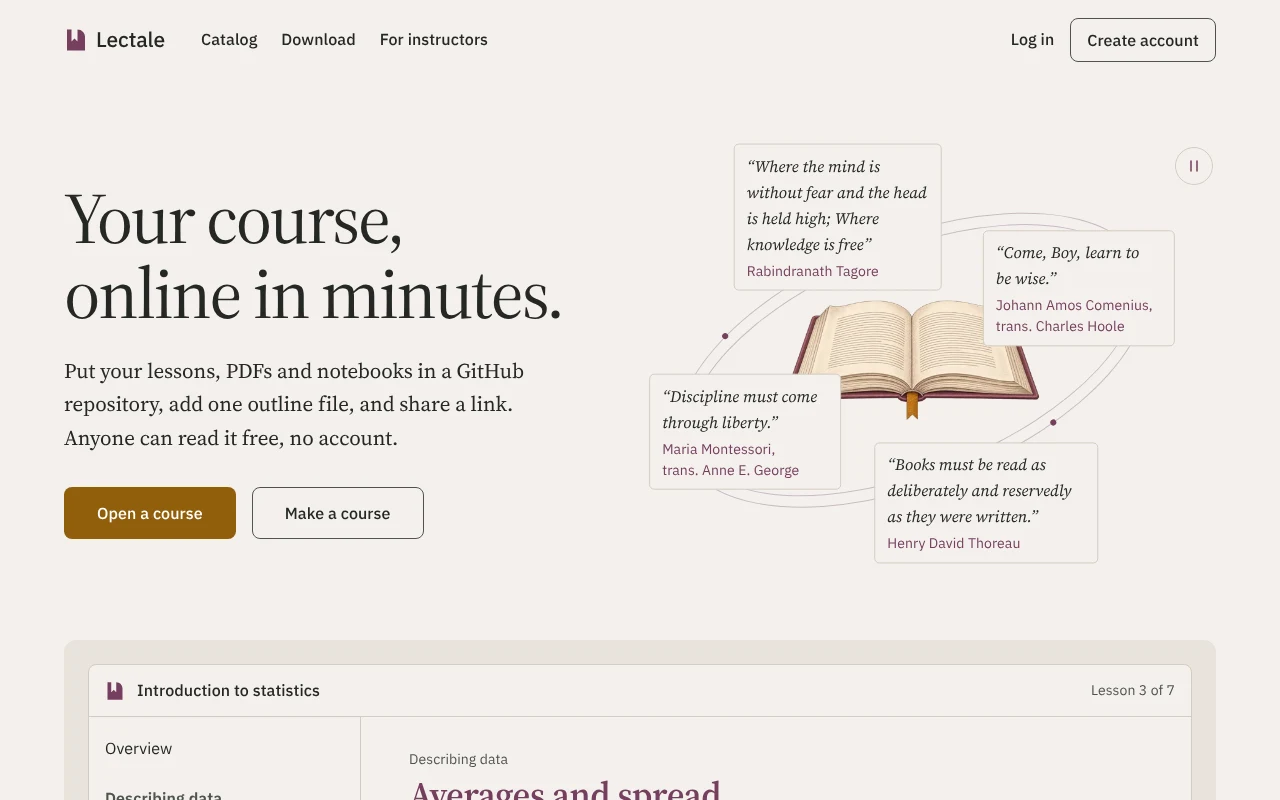 Lectale
Catalog
Download
For instructors
Log in
Create account
Your course,
online in minutes.
Put your lessons, PDFs and notebooks in a GitHub
repository, add one outline file, and share a link.
Anyone can read it free, no account.
Open a course
Make a course
“Where the mind is
without fear and the head
is held high; Where
knowledge is free”
Rabindranath Tagore
“Come, Boy, learn to
be wise.”
Johann Amos Comenius,
trans. Charles Hoole
“Discipline must come
through liberty.”
Maria Montessori,
trans. Anne E. George
“Books must be read as
deliberately and reservedly
as they were written.”
Henry David Thoreau
Introduction to statistics
Lesson 3 of 7
Overview
Describing data
Describing data
Averages and spread